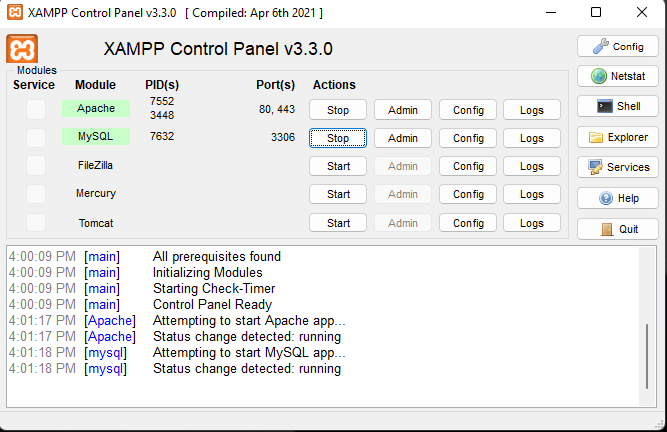 XAMPP Control Panel v3.3.0 [ Compiled: Apr 6th 2021 ]
XAMPP Control Panel v3.3.0
Config
Modules
Service Module PID(s) Port(s) Actions
Netstat
Apache 7552
3448 80, 443 Stop Admin Config Logs
Shell
MySQL 7632 3306 Stop Admin Config Logs
Explorer
FileZilla Start Admin Config Logs
Services
Mercury Start Admin Config Logs
Help
Tomcat Start Admin Config Logs
Quit
4:00:09 PM [main] All prerequisites found
4:00:09 PM [main] Initializing Modules
4:00:09 PM [main] Starting Check-Timer
4:00:09 PM [main] Control Panel Ready
4:01:17 PM [Apache] Attempting to start Apache app...
4:01:17 PM [Apache] Status change detected: running
4:01:18 PM [mysql] Attempting to start MySQL app...
4:01:18 PM [mysql] Status change detected: running